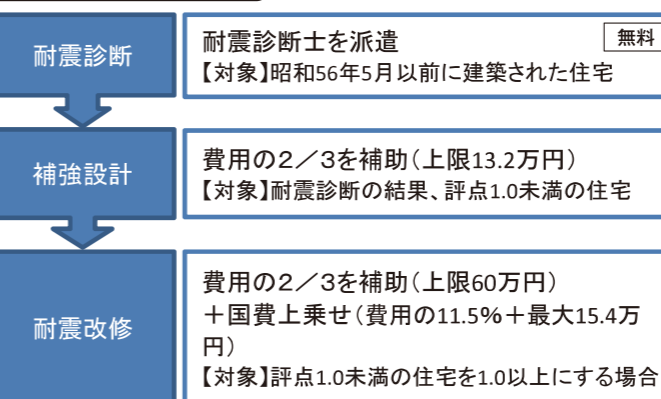 耐震診断
耐震診断士を派遣
無料
【対象】昭和56年5月以前に建築された住宅
補強設計
費用の2／3を補助（上限13.2万円）
【対象】耐震診断の結果、評点1.0未満の住宅
耐震改修
費用の2／3を補助（上限60万円）
＋国費上乗せ（費用の11.5%＋最大15.4万
円）
【対象】評点1.0未満の住宅を1.0以上にする場合